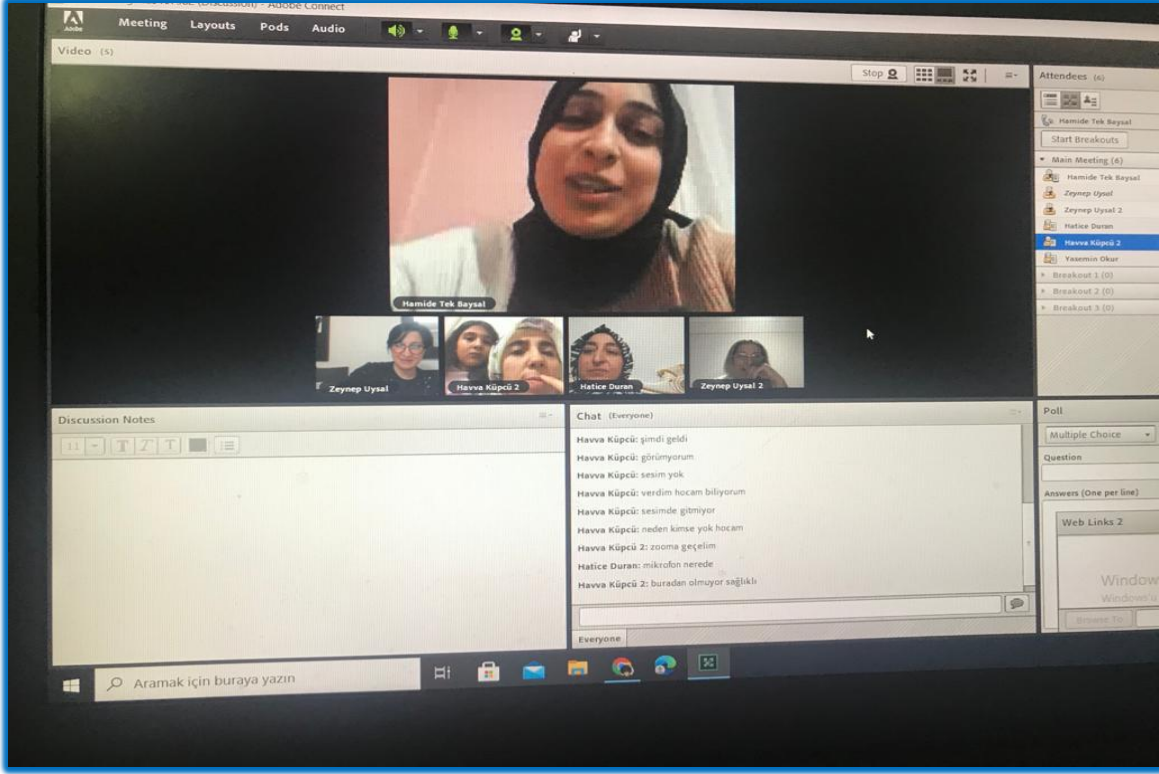 (Discussion) - Adobe Connect
Adobe
Meeting Layouts Pods Audio
Video (5)
Stop
Hamide Tek Baysal
Zeynep Uysal
Havva Küpcü 2
Hatice Duran
Zeynep Uysal 2
Attendees (6)
Hamide Tek Baysal
Start Breakouts
Main Meeting (6)
Hamide Tek Baysal
Zeynep Uysal
Zeynep Uysal 2
Hatice Duran
Havva Küpcü 2
Yasemin Okur
Breakout 1 (0)
Breakout 2 (0)
Breakout 3 (0)
Discussion Notes
11
T T T
Chat (Everyone)
Havva Küpcü: şimdi geldi
Havva Küpcü: görümyorum
Havva Küpcü: sesim yok
Havva Küpcü: verdim hocam biliyorum
Havva Küpcü: sesimde gitmiyor
Havva Küpcü: neden kimse yok hocam
Havva Küpcü 2: zooma geçelim
Hatice Duran: mikrofon nerede
Havva Küpcü 2: buradan olmuyor sağlıklı
Everyone
Poll
Multiple Choice
Question
Answers (One per line)
Web Links 2
Window
Windows'u
Browse To
Aramak için buraya yazın